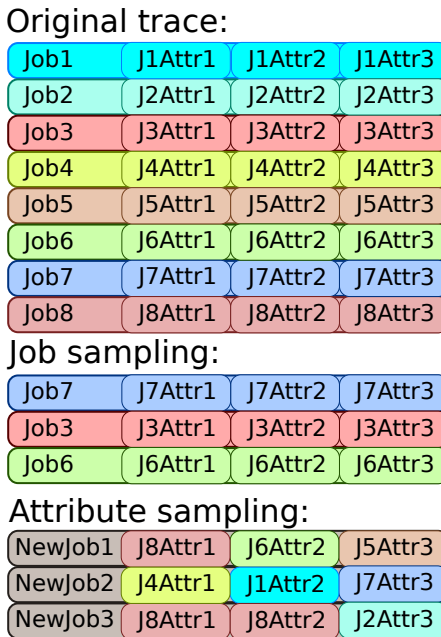 Original trace:
Job1 J1Attr1 J1Attr2 J1Attr3
Job2 J2Attr1 J2Attr2 J2Attr3
Job3 J3Attr1 J3Attr2 J3Attr3
Job4 J4Attr1 J4Attr2 J4Attr3
Job5 J5Attr1 J5Attr2 J5Attr3
Job6 J6Attr1 J6Attr2 J6Attr3
Job7 J7Attr1 J7Attr2 J7Attr3
Job8 J8Attr1 J8Attr2 J8Attr3
Job sampling:
Job7 J7Attr1 J7Attr2 J7Attr3
Job3 J3Attr1 J3Attr2 J3Attr3
Job6 J6Attr1 J6Attr2 J6Attr3
Attribute sampling:
NewJob1 J8Attr1 J6Attr2 J5Attr3
NewJob2 J4Attr1 J1Attr2 J7Attr3
NewJob3 J8Attr1 J8Attr2 J2Attr3